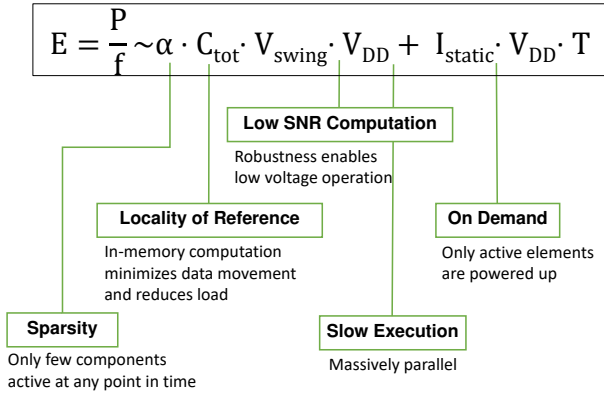 E = P/f ~α · C_tot · V_swing · V_DD + I_static · V_DD · T
Low SNR Computation
Robustness enables
low voltage operation
Locality of Reference
In-memory computation
minimizes data movement
and reduces load
On Demand
Only active elements
are powered up
Sparsity
Only few components
active at any point in time
Slow Execution
Massively parallel